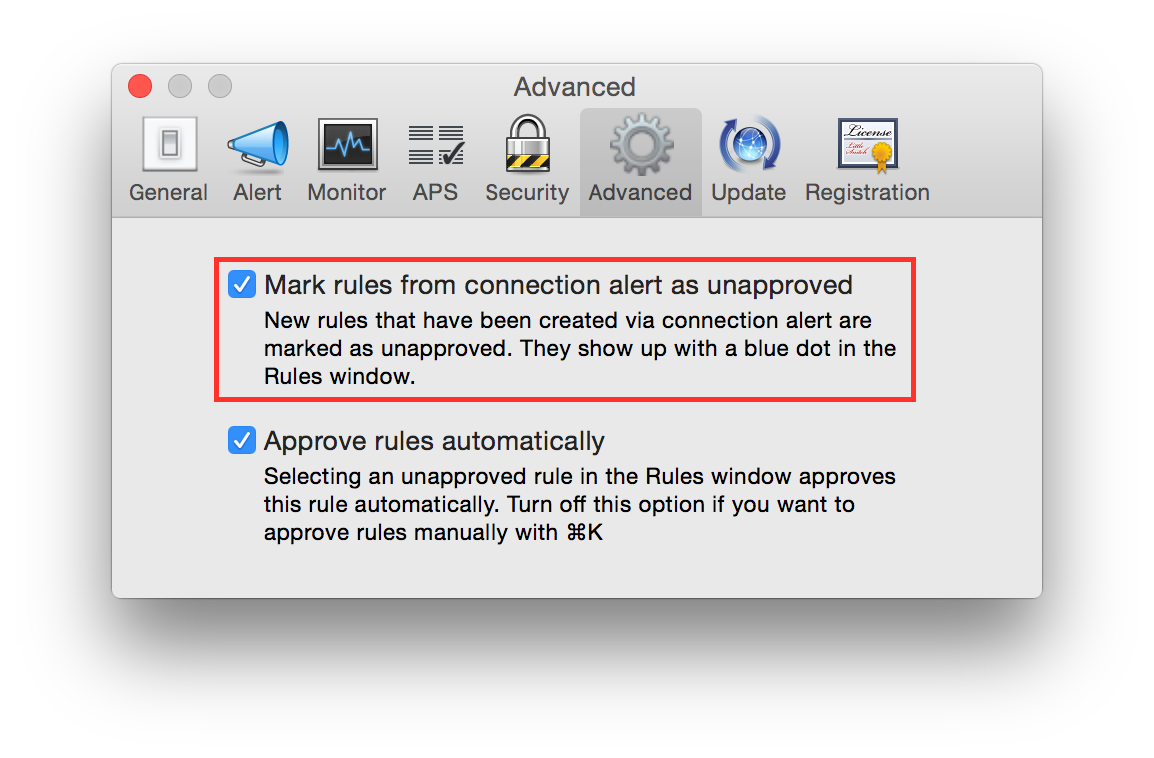 Advanced
General
Alert
Monitor
APS
Security
Advanced
Update
License
Little
Snitch
Registration
Mark rules from connection alert as unapproved
New rules that have been created via connection alert are
marked as unapproved. They show up with a blue dot in the
Rules window.
Approve rules automatically
Selecting an unapproved rule in the Rules window approves
this rule automatically. Turn off this option if you want to
approve rules manually with ⌘K